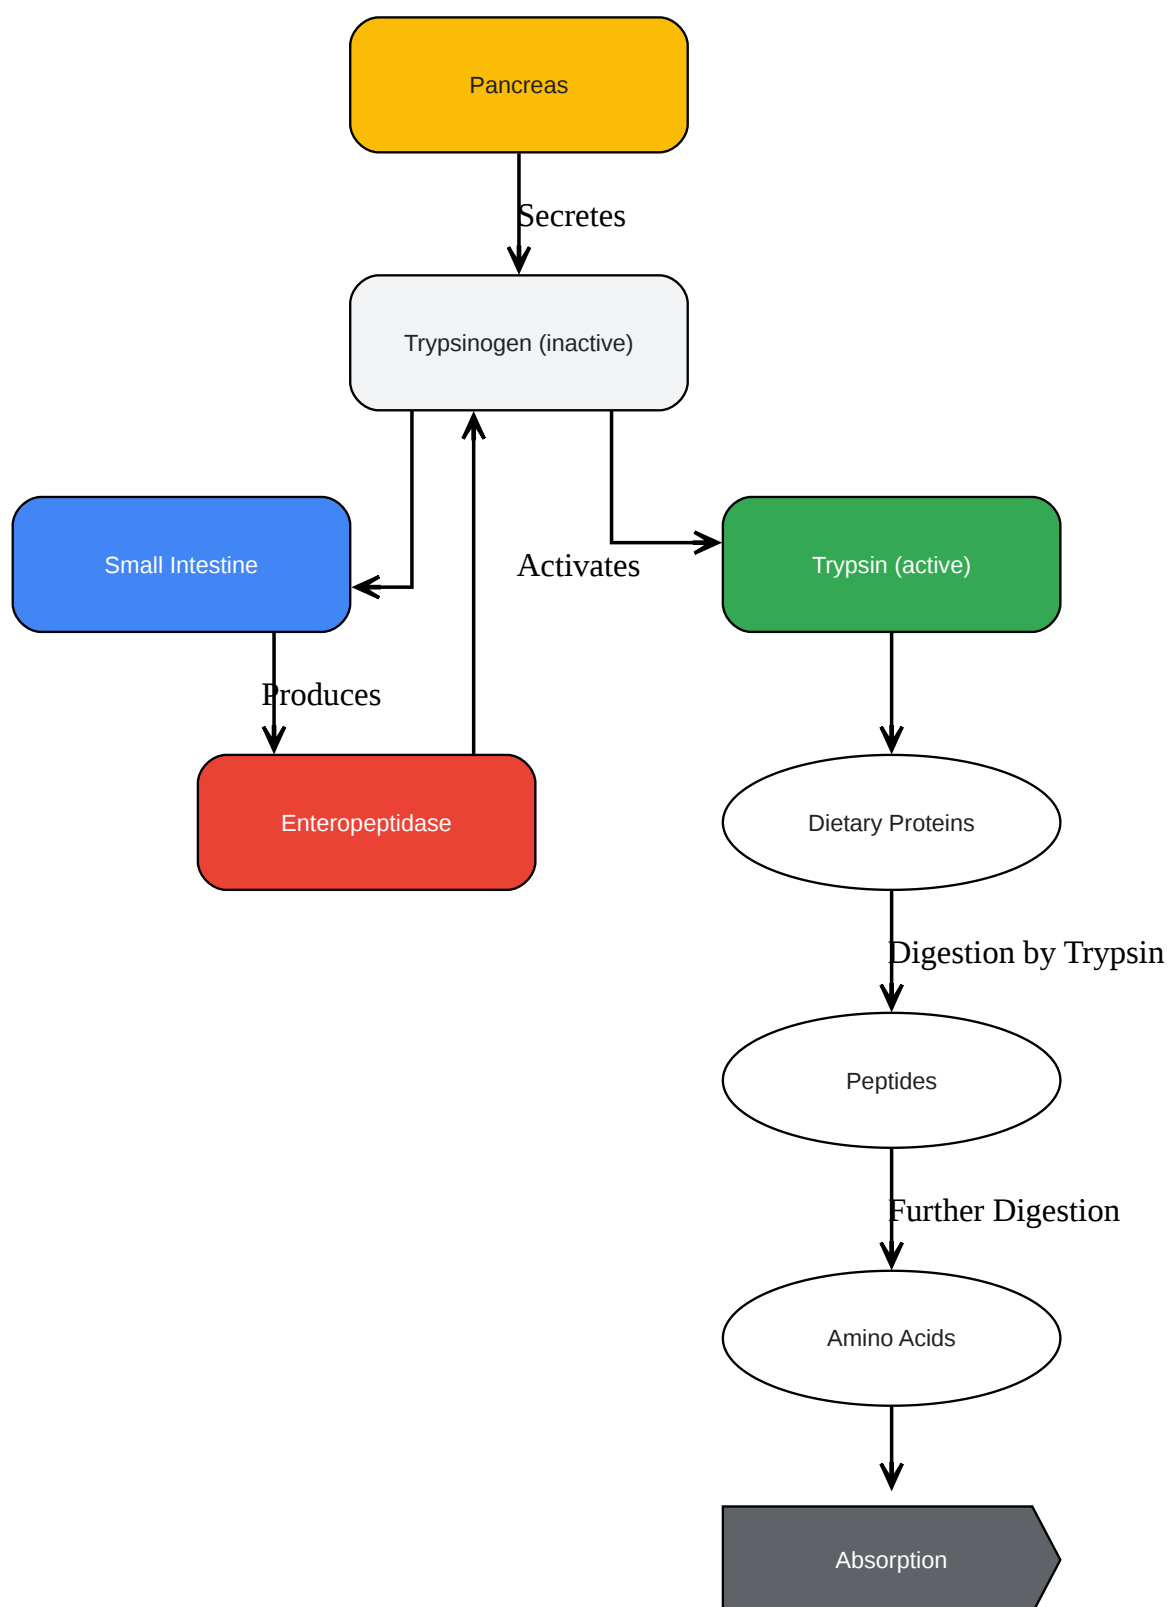 Pancreas
Secretes
Trypsinogen (inactive)
Small Intestine
Activates
Trypsin (active)
Produces
Enteropeptidase
Dietary Proteins
Digestion by Trypsin
Peptides
Further Digestion
Amino Acids
Absorption